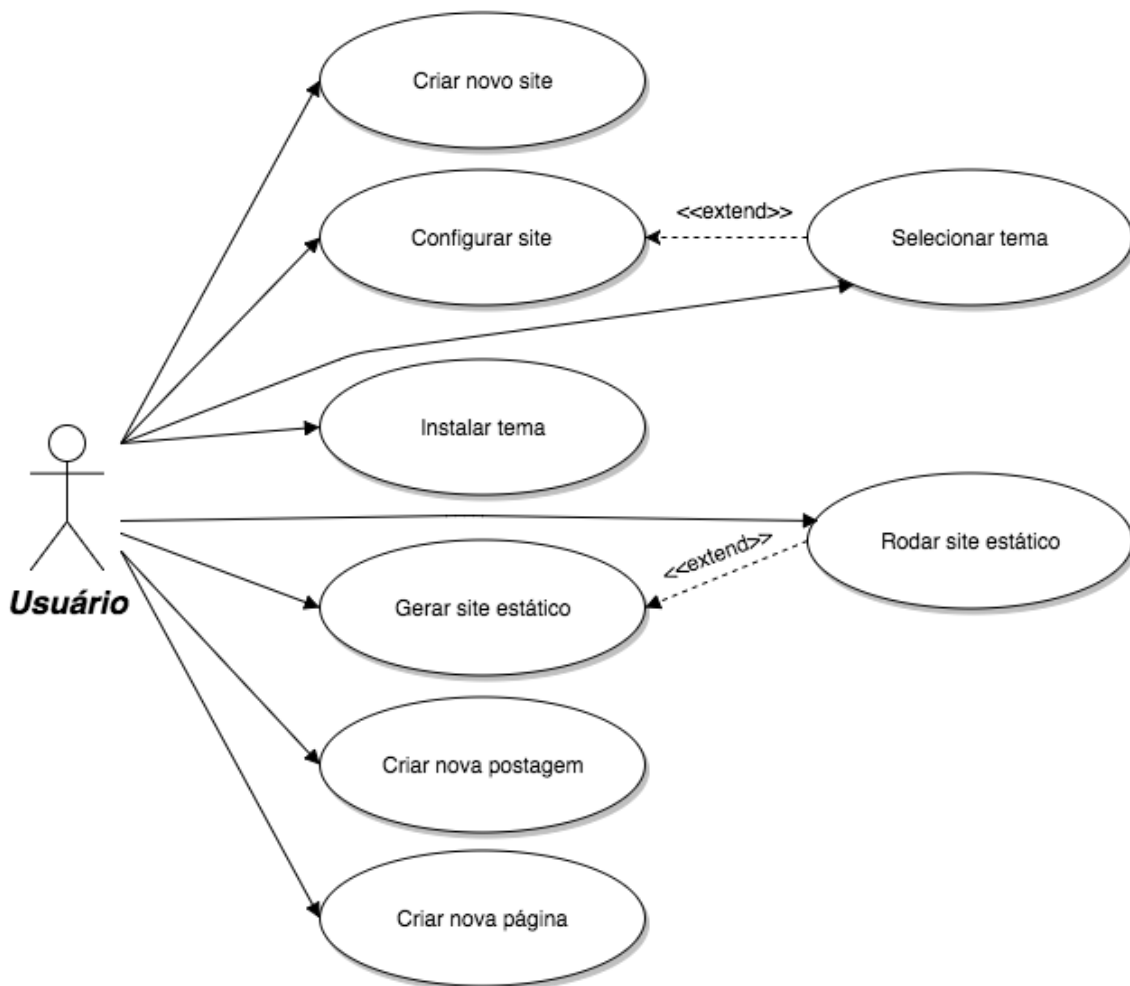 Criar novo site
Configurar site
<<extend>>
Selecionar tema
Instalar tema
Usuário
Rodar site estático
<<extend>>
Gerar site estático
Criar nova postagem
Criar nova página